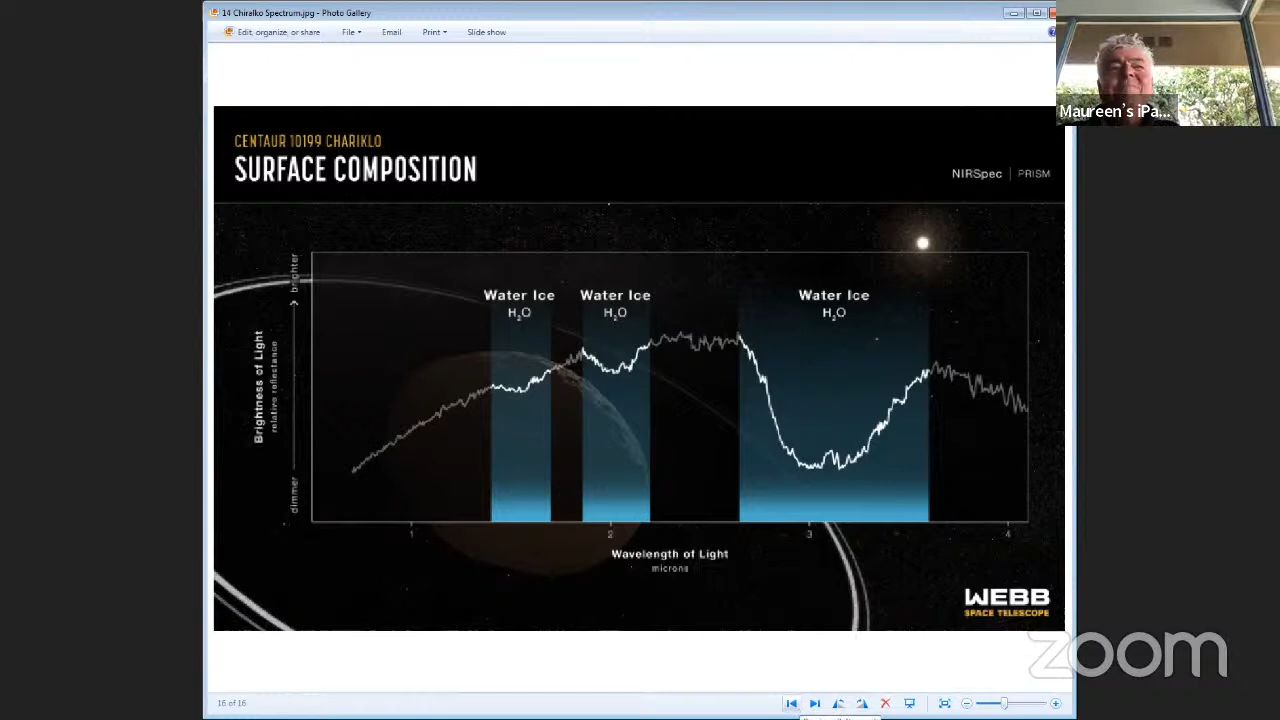 14 Chiralko Spectrum.jpg - Photo Gallery
Edit, organize, or share File Email Print Slide show
Maureen's iPa...
CENTAUR 10199 CHARIKLO
SURFACE COMPOSITION
NIRSpec | PRISM
brighter
Brightness of Light
relative reflectance
dimmer
Water Ice
H₂O
Water Ice
H₂O
Water Ice
H₂O
1 2 3 4
Wavelength of Light
microns
WEBB
SPACE TELESCOPE
zoom
16 of 16